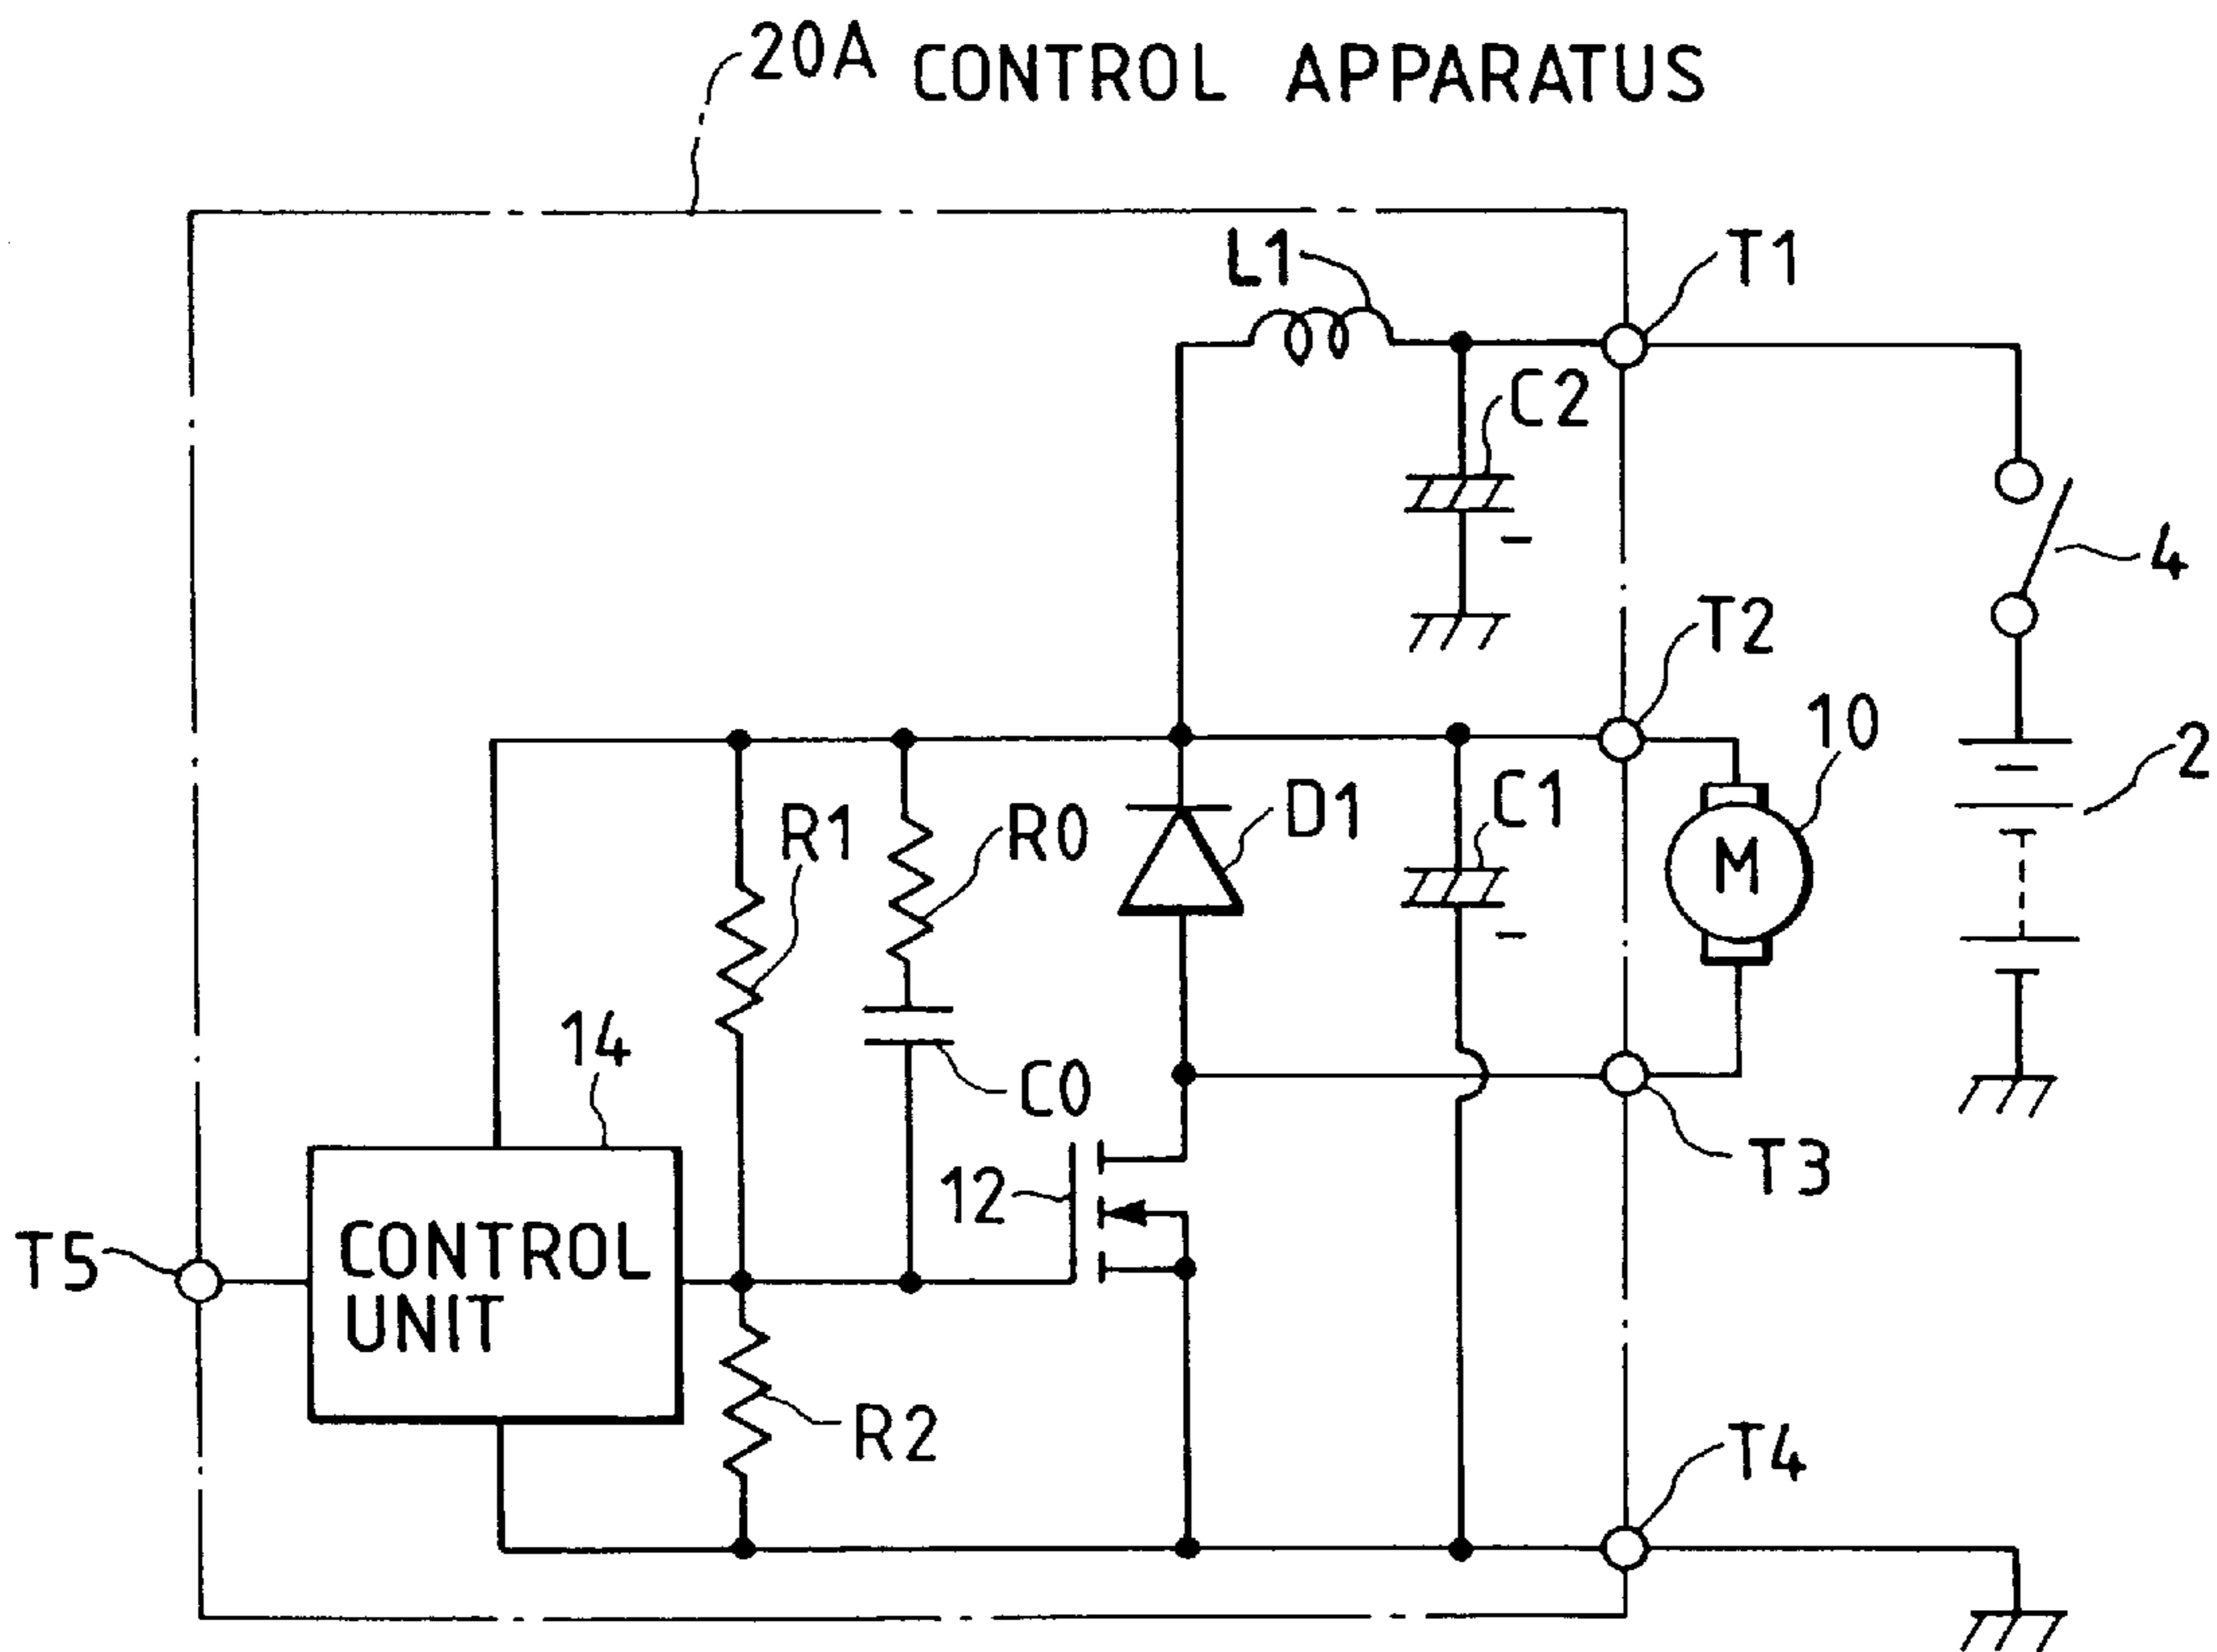 20A CONTROL APPARATUS
L1
T1
C2
4
T2
10
2
R1
R0
D1
C1
M
14
C0
12
T3
T5
CONTROL
UNIT
R2
T4